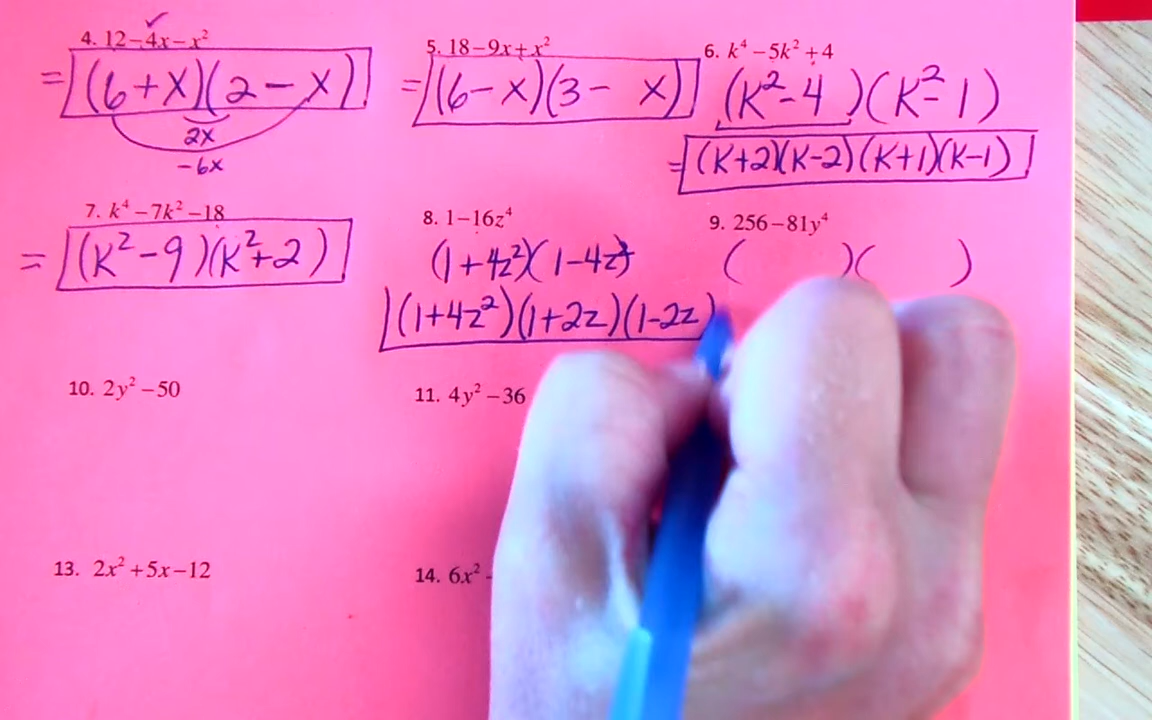 4. 12-4x-x² ✓
=(6+x)(2-x)
2x
-6x
5. 18-9x+x²
=(6-x)(3- x)
6. k⁴-5k²+4
(k²-4 )(k²-1)
=(k+2)(k-2)(k+1)(k-1)
7. k⁴-7k²-18
=(k²-9)(k²+2)
8. 1-16z⁴
(1+4z²)(1-4z²)
(1+4z²)(1+2z)(1-2z)
9. 256-81y⁴
( )( )
10. 2y²-50
11. 4y²-36
13. 2x²+5x-12
14. 6x²